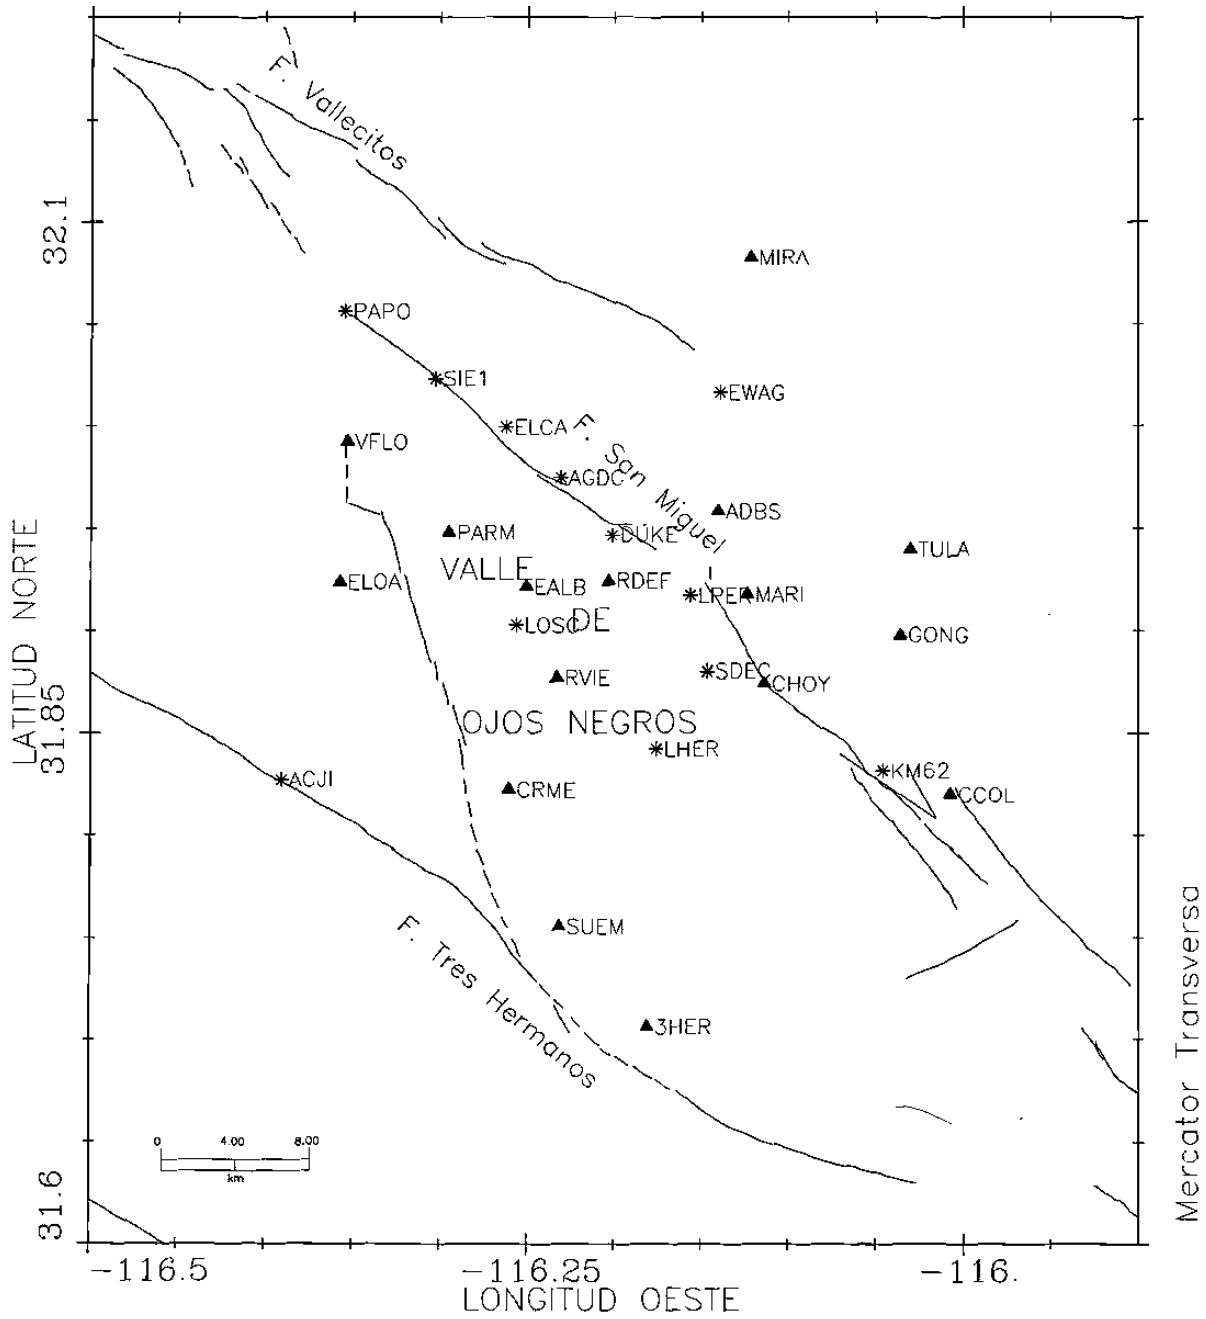 F. Vallecitos
32.1
MIRA
PAPO
SIE1
EWAG
ELCA
F. San Miguel
VFLO
AGDC
ADBS
PARM
DUKE
TULA
VALLE
ELOA
EALB
RDEF
LPER
MARI
LOSC
DE
GONG
RVIE
SDEC
CHOY
LATITUD NORTE
31.85
OJOS NEGROS
LHER
ACJI
KM62
CRME
CCOL
SUEM
F. Tres Hermanos
3HER
Mercator Transversa
0 4.00 8.00
km
31.6
-116.5 -116.25 -116.
LONGITUD OESTE